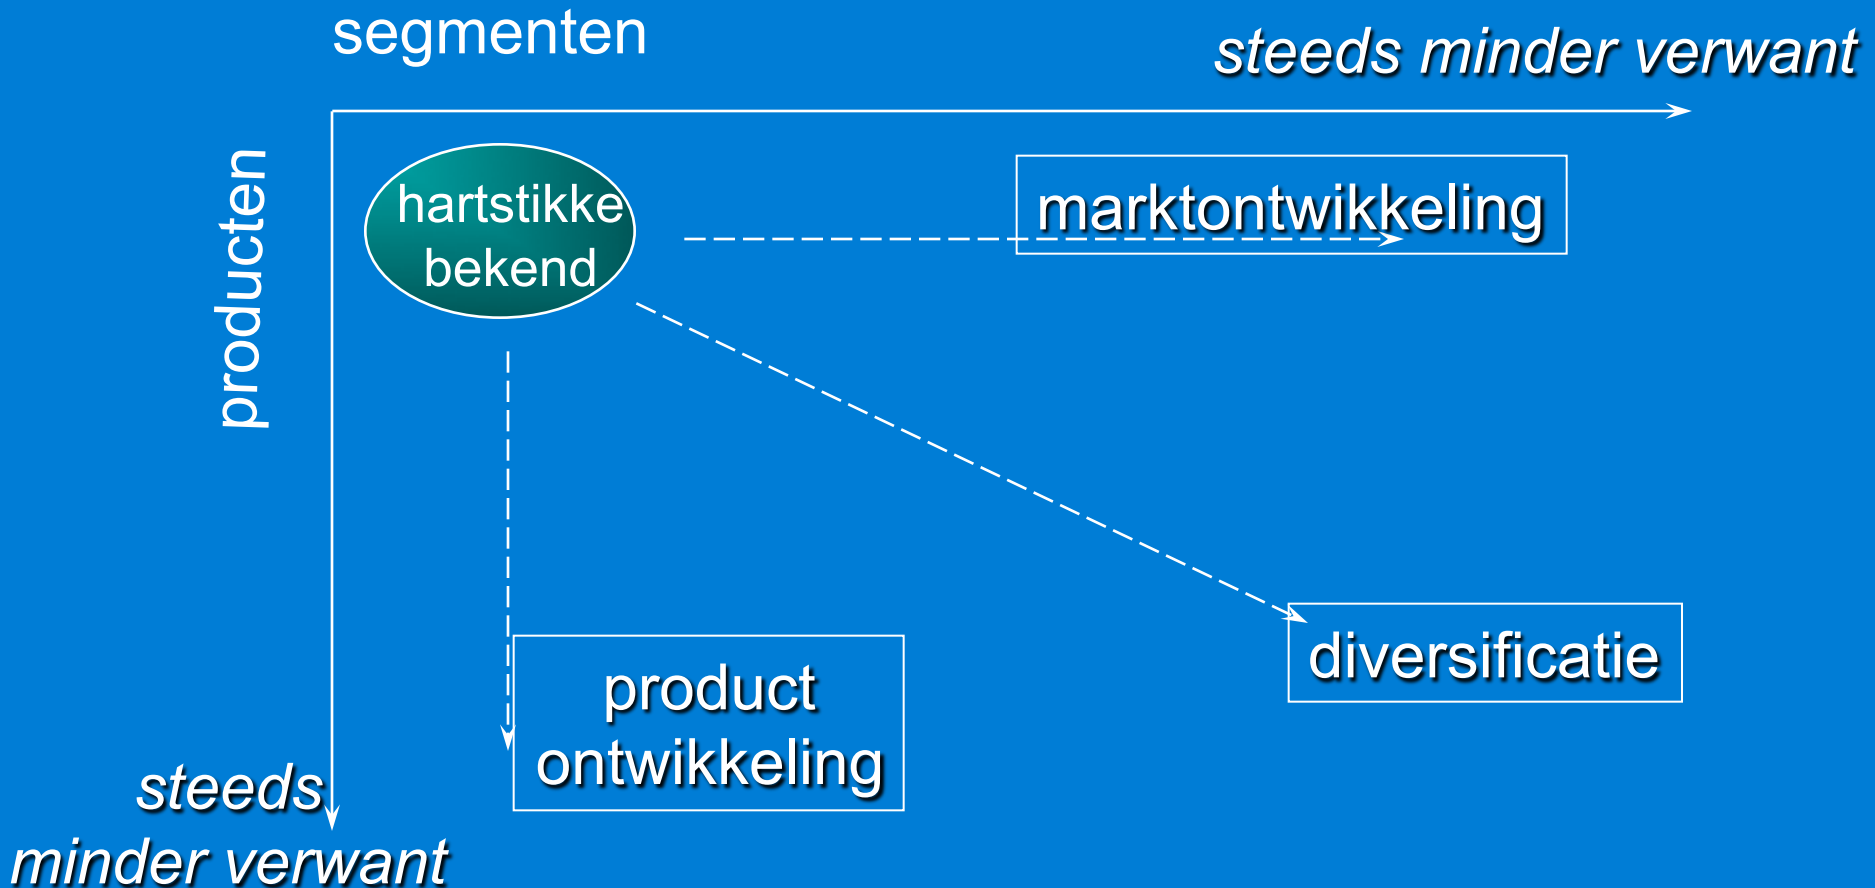 segmenten
steeds minder verwant
producten
hartstikke
bekend
marktontwikkeling
diversificatie
product
ontwikkeling
steeds
minder verwant